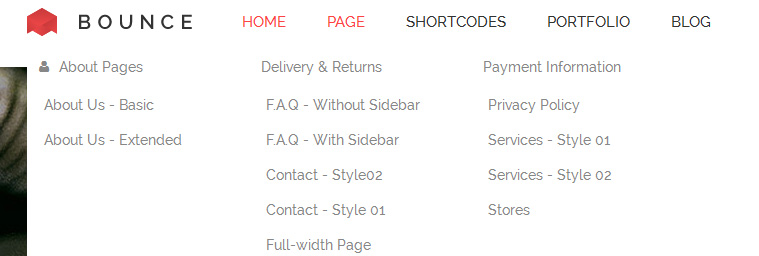 BOUNCE HOME PAGE SHORTCODES PORTFOLIO BLOG
About Pages Delivery & Returns Payment Information
About Us - Basic F.A.Q - Without Sidebar Privacy Policy
About Us - Extended F.A.Q - With Sidebar Services - Style 01
Contact - Style02 Services - Style 02
Contact - Style 01 Stores
Full-width Page